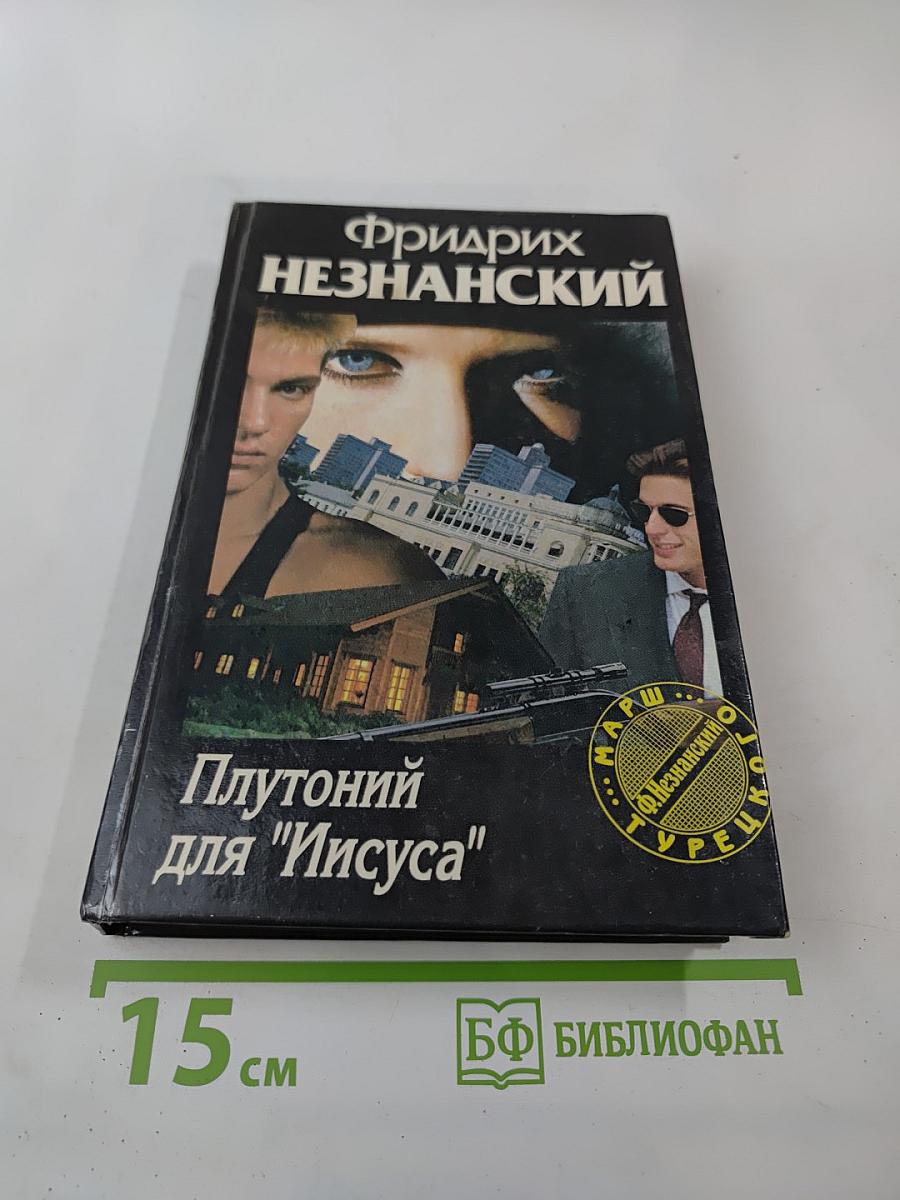 Фридрих
НЕЗНАНСКИЙ
...МАРШ...
Ф.Незнанский
ТУРЕЦКОГО
Плутоний
для "Иисуса"
15 см
БФ БИБЛИОФАН